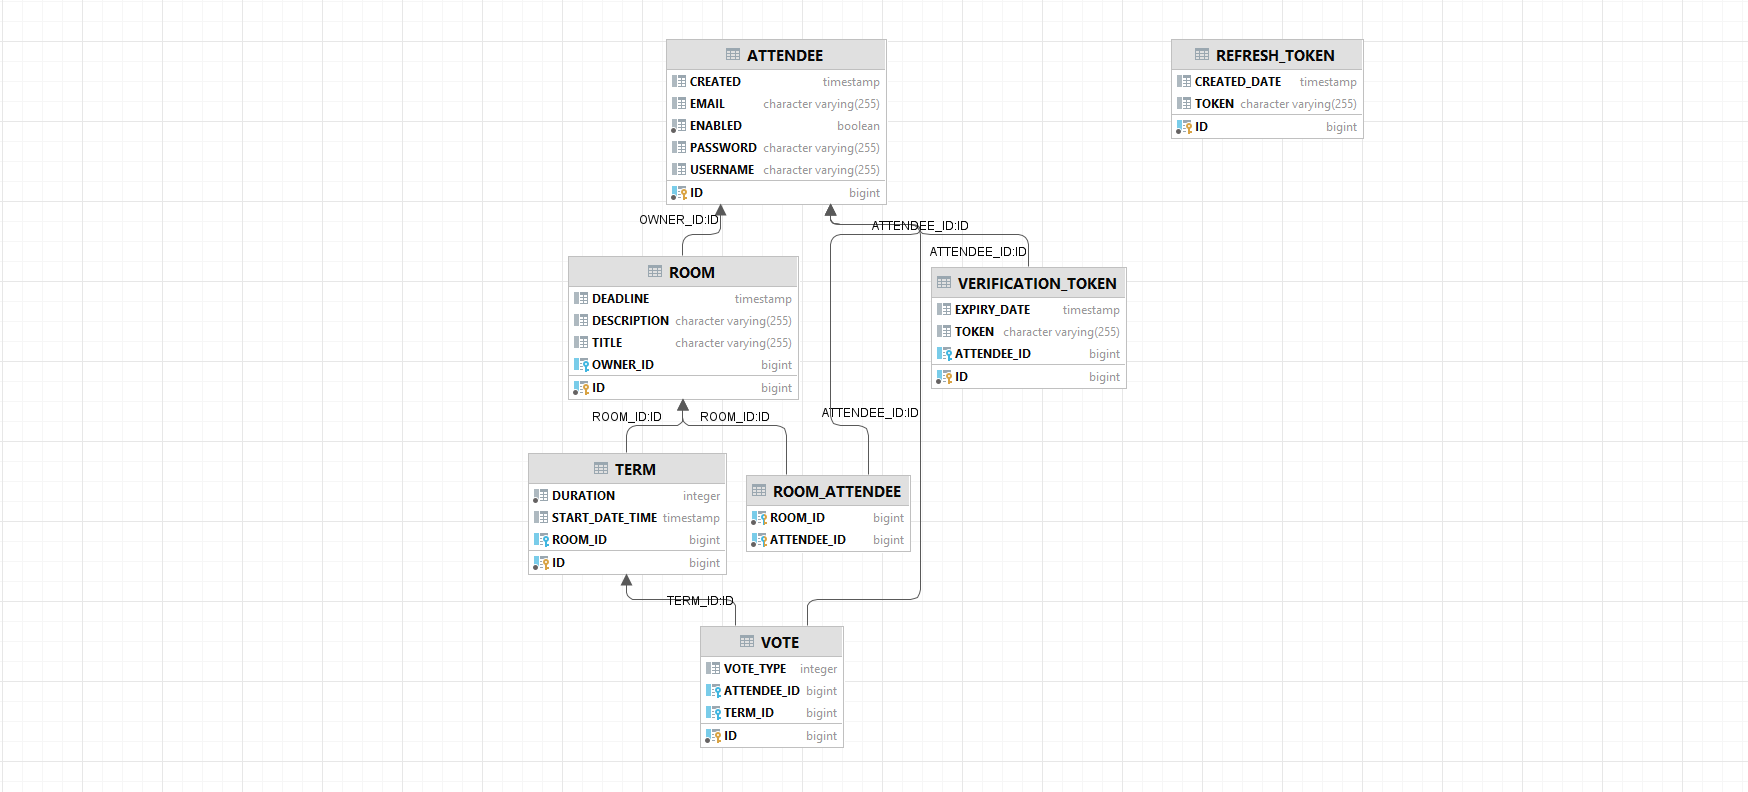 ATTENDEE
CREATED timestamp
EMAIL character varying(255)
ENABLED boolean
PASSWORD character varying(255)
USERNAME character varying(255)
ID bigint
REFRESH_TOKEN
CREATED_DATE timestamp
TOKEN character varying(255)
ID bigint
OWNER_ID:ID
ATTENDEE_ID:ID
ATTENDEE_ID:ID
ROOM
DEADLINE timestamp
DESCRIPTION character varying(255)
TITLE character varying(255)
OWNER_ID bigint
ID bigint
VERIFICATION_TOKEN
EXPIRY_DATE timestamp
TOKEN character varying(255)
ATTENDEE_ID bigint
ID bigint
ROOM_ID:ID
ROOM_ID:ID
ATTENDEE_ID:ID
TERM
DURATION integer
START_DATE_TIME timestamp
ROOM_ID bigint
ID bigint
ROOM_ATTENDEE
ROOM_ID bigint
ATTENDEE_ID bigint
TERM_ID:ID
VOTE
VOTE_TYPE integer
ATTENDEE_ID bigint
TERM_ID bigint
ID bigint